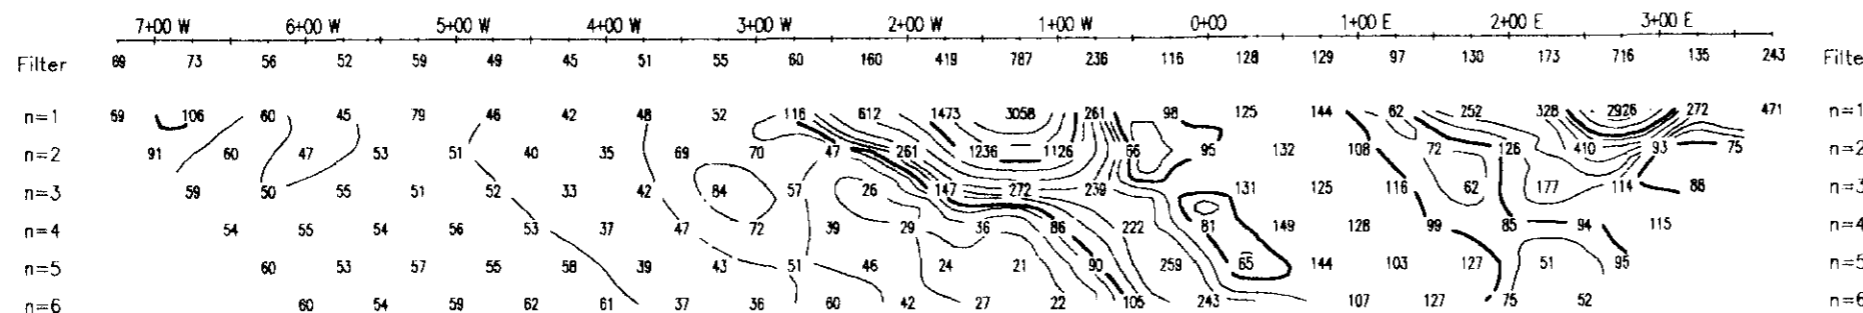 7+00 W 6+00 W 5+00 W 4+00 W 3+00 W 2+00 W 1+00 W 0+00 1+00 E 2+00 E 3+00 E
Filter 69 73 56 52 59 49 45 51 55 60 160 419 787 236 116 128 129 97 130 173 716 135 243 Filte
n=1 69 106 60 45 79 46 42 48 52 116 612 1473 3058 261 98 125 144 62 252 328 2926 272 471 n=1
n=2 91 60 47 53 51 40 35 69 70 47 261 1236 1126 66 95 132 108 72 126 410 93 75 n=2
n=3 59 50 55 51 52 33 42 84 57 26 147 272 239 131 125 116 62 177 114 88 n=3
n=4 54 55 54 56 53 37 47 72 39 29 36 86 222 81 149 128 99 85 94 115 n=4
n=5 60 53 57 55 58 39 43 51 46 24 21 90 259 65 144 103 127 51 95 n=5
n=6 60 54 59 62 61 37 36 60 42 27 22 105 243 107 127 75 52 n=6